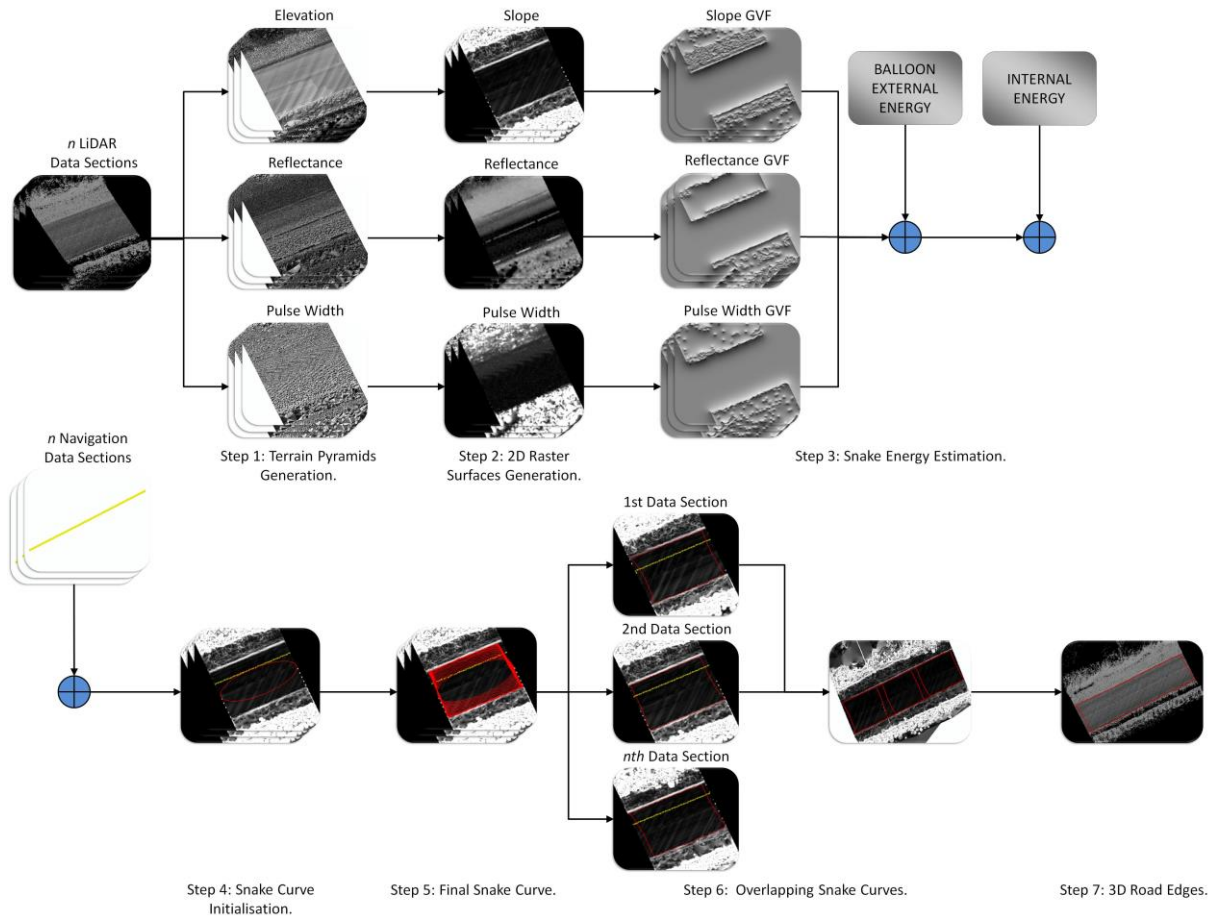 Elevation
Slope
Slope GVF
BALLOON
EXTERNAL
ENERGY
INTERNAL
ENERGY
n LiDAR
Data Sections
Reflectance
Reflectance
Reflectance GVF
Pulse Width
Pulse Width
Pulse Width GVF
n Navigation
Data Sections
Step 1: Terrain Pyramids
Generation.
Step 2: 2D Raster
Surfaces Generation.
Step 3: Snake Energy Estimation.
1st Data Section
2nd Data Section
nth Data Section
Step 4: Snake Curve
Initialisation.
Step 5: Final Snake Curve.
Step 6: Overlapping Snake Curves.
Step 7: 3D Road Edges.